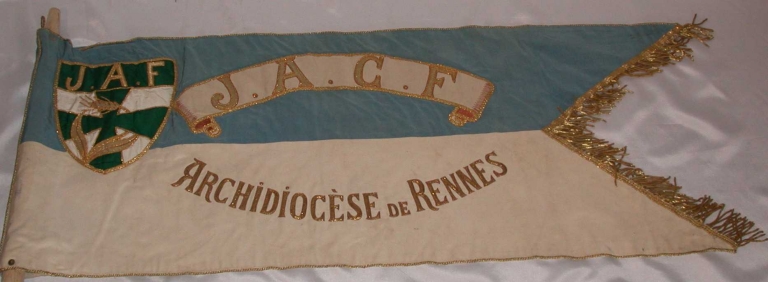 J.A.F
J.A.C.F
ARCHIDIOCÈSE DE RENNES